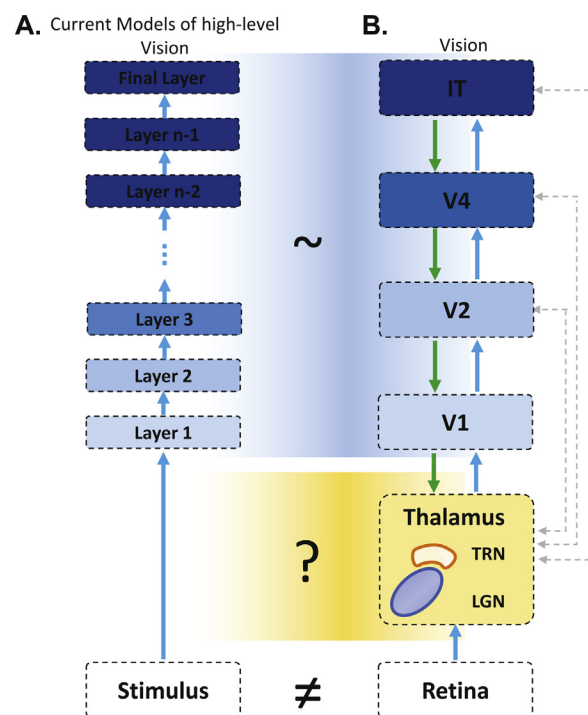 A. Current Models of high-level
Vision
Final Layer
Layer n-1
Layer n-2
Layer 3
Layer 2
Layer 1
Stimulus
~
?
≠
B.
Vision
IT
V4
V2
V1
Thalamus
TRN
LGN
Retina